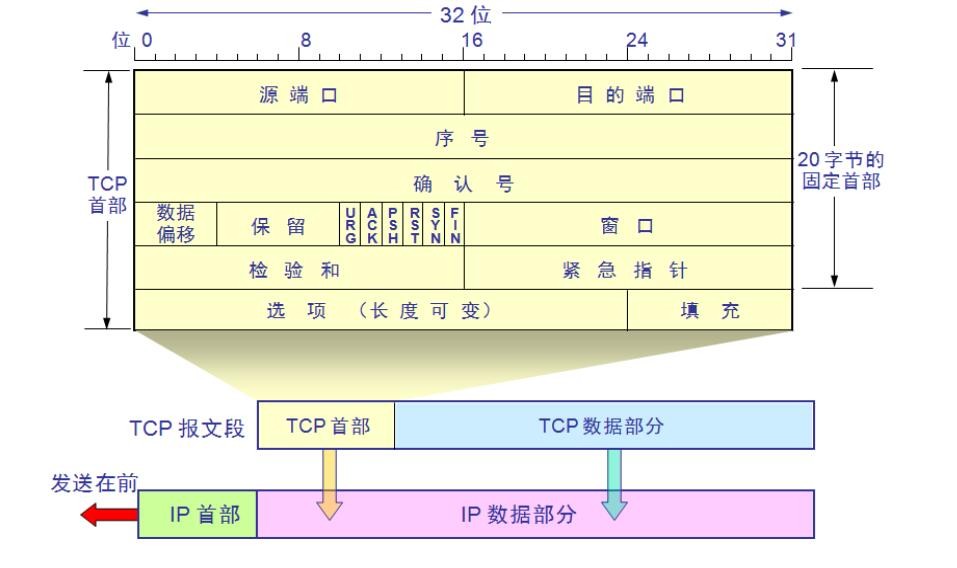 32 位
位 0 8 16 24 31
源 端 口 目 的 端 口
序 号
确 认 号
TCP
首部
20 字节的
固定首部
数据
偏移
保 留
URG
ACK
PSH
RST
SYN
FIN
窗 口
检 验 和 紧 急 指 针
选 项 （长 度 可 变） 填 充
TCP 报文段 TCP 首部 TCP 数据部分
发送在前
IP 首部 IP 数据部分